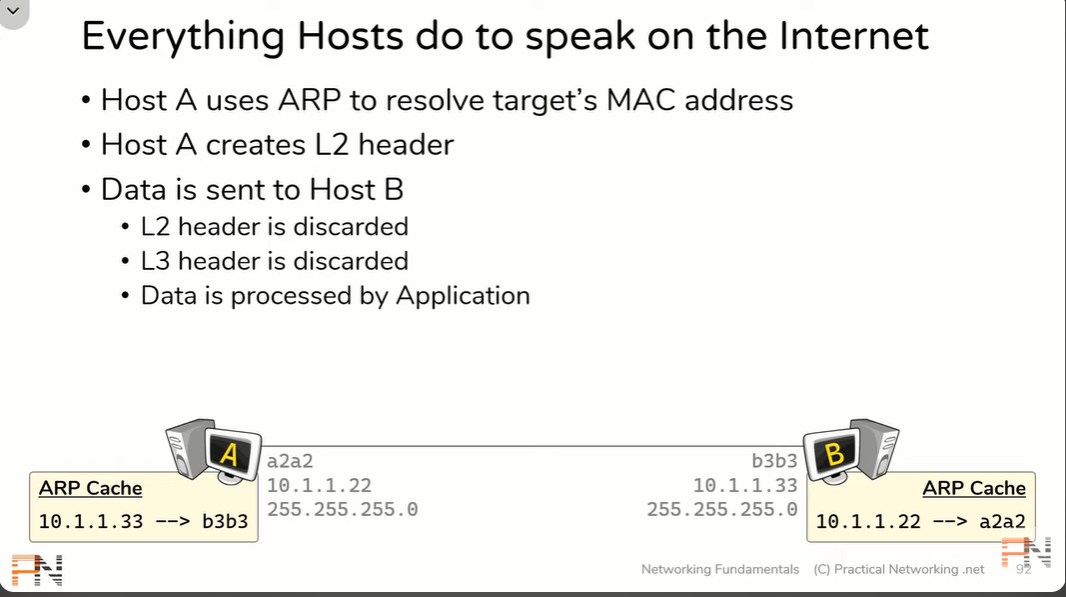 Everything Hosts do to speak on the Internet
• Host A uses ARP to resolve target's MAC address
• Host A creates L2 header
• Data is sent to Host B
• L2 header is discarded
• L3 header is discarded
• Data is processed by Application
A
a2a2
10.1.1.22
255.255.255.0
ARP Cache
10.1.1.33 --> b3b3
B
b3b3
10.1.1.33
255.255.255.0
ARP Cache
10.1.1.22 --> a2a2
PN
Networking Fundamentals (C) Practical Networking .net 92
PN